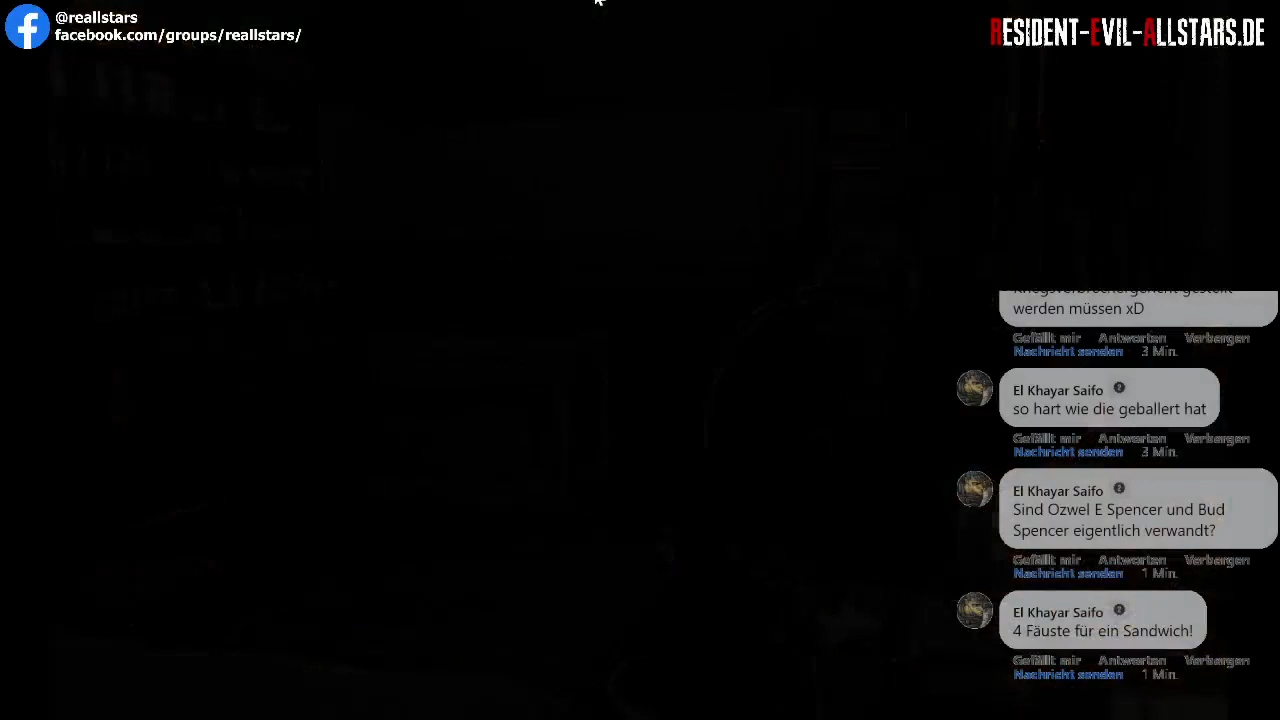 @reallstars
facebook.com/groups/reallstars/
RESIDENT-EVIL-ALLSTARS.DE
Kriegsverbrechergericht gestellt
werden müssen xD
Gefällt mir Antworten Verbergen
Nachricht senden 3 Min.
El Khayar Saifo
so hart wie die geballert hat
Gefällt mir Antworten Verbergen
Nachricht senden 3 Min.
El Khayar Saifo
Sind Ozwel E Spencer und Bud
Spencer eigentlich verwandt?
Gefällt mir Antworten Verbergen
Nachricht senden 1 Min.
El Khayar Saifo
4 Fäuste für ein Sandwich!
Gefällt mir Antworten Verbergen
Nachricht senden 1 Min.